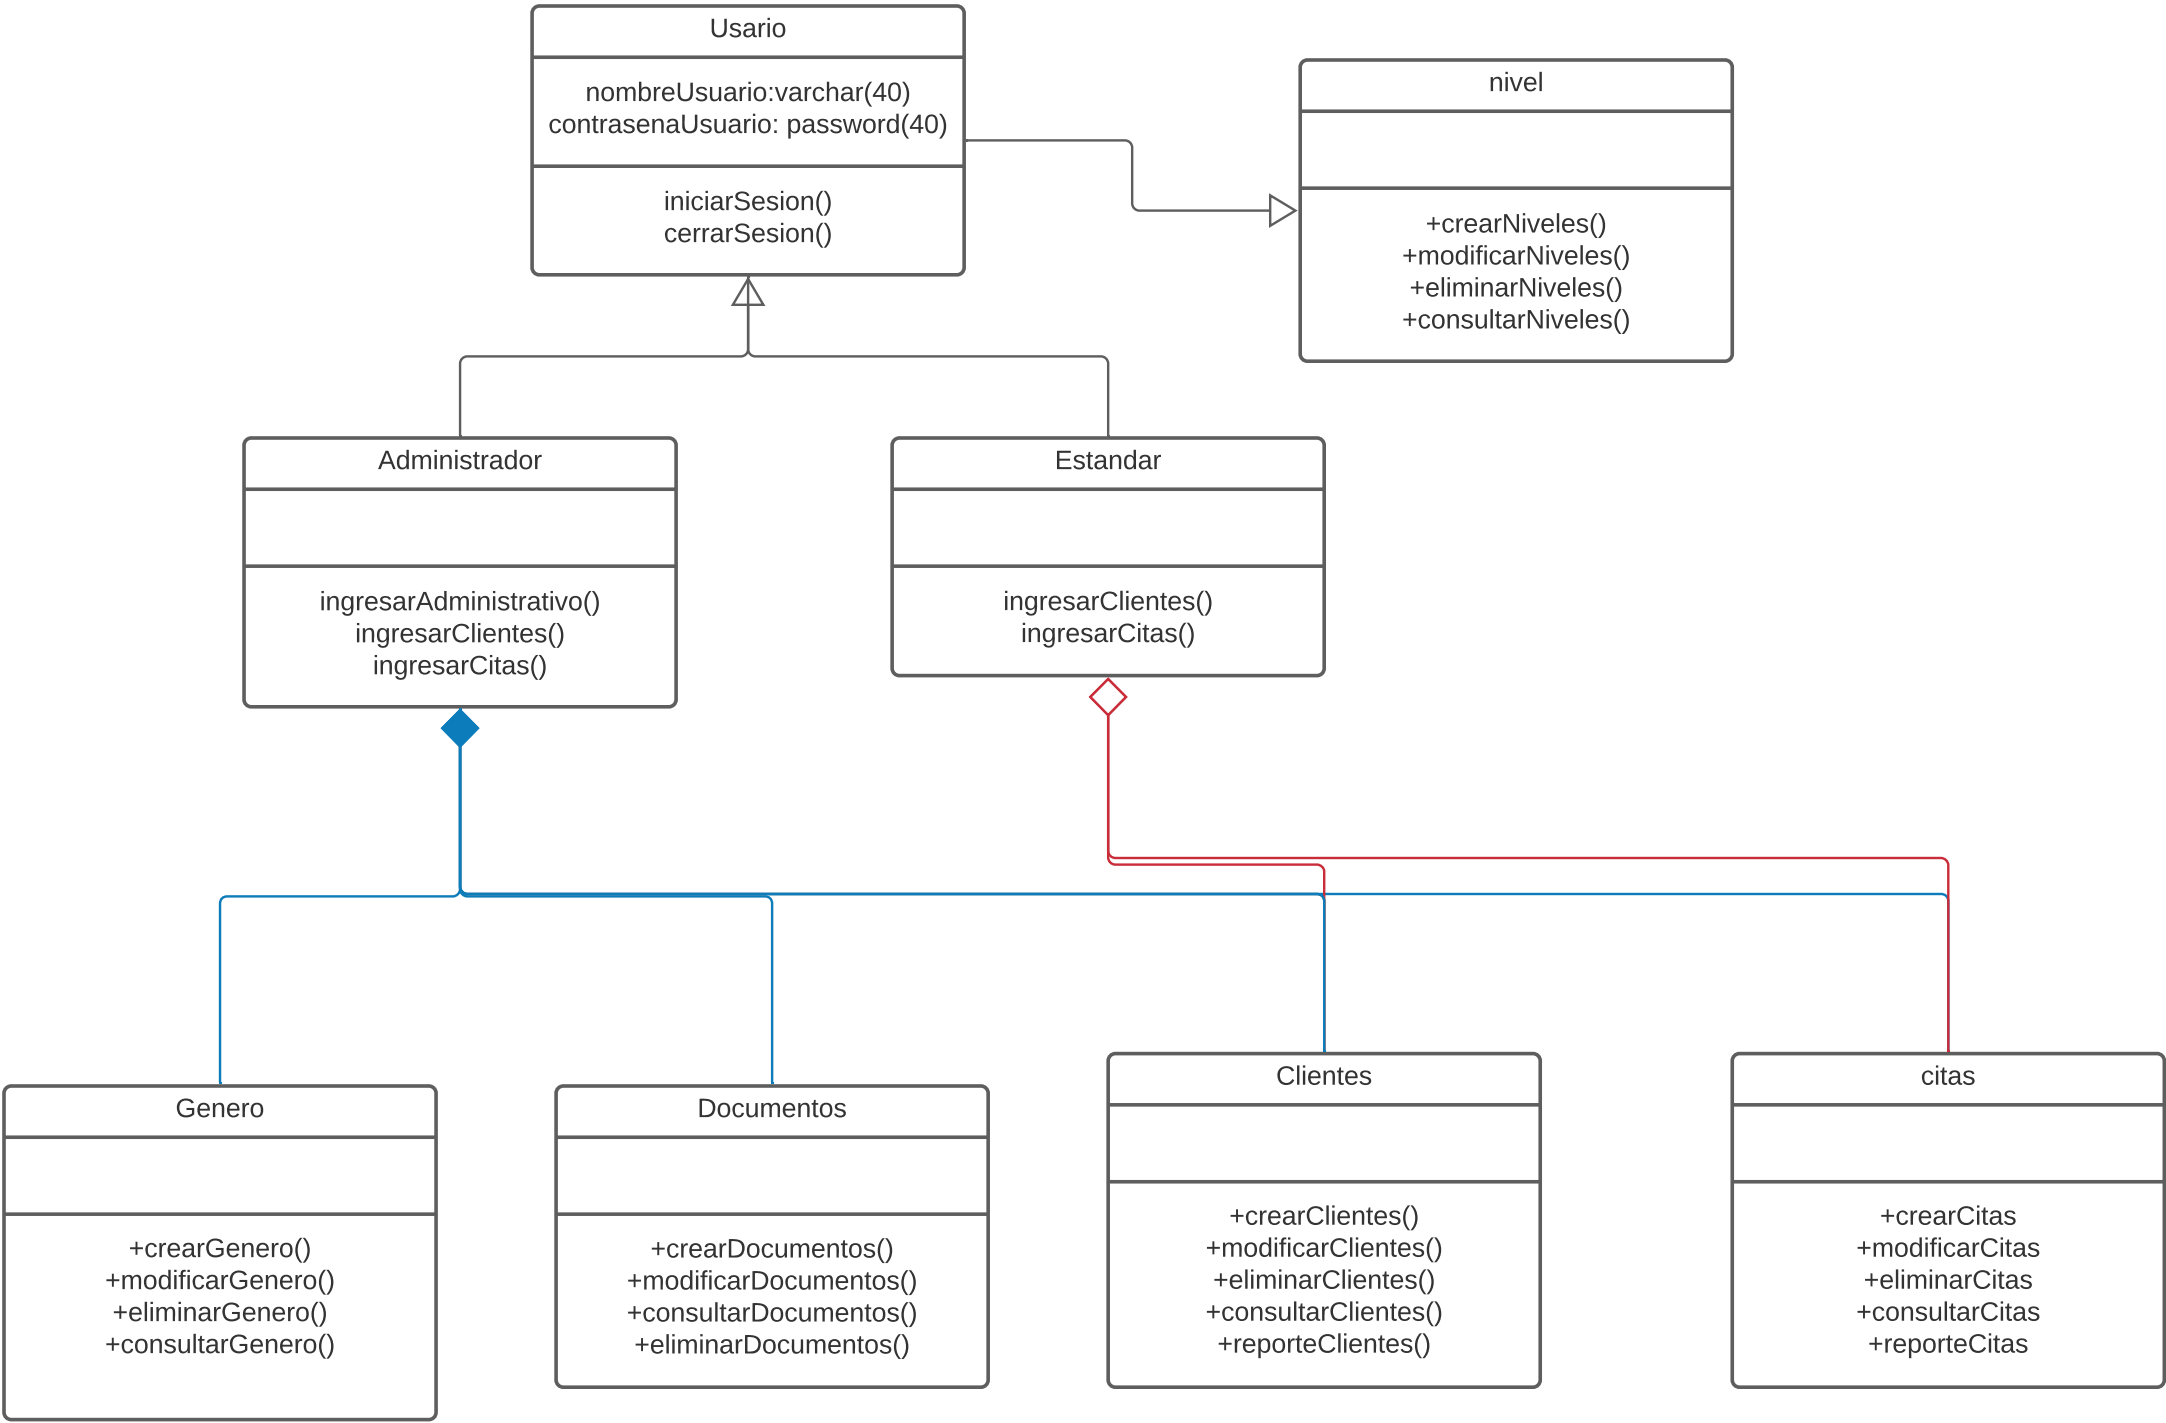 Usario
nombreUsuario:varchar(40)
contrasenaUsuario: password(40)
iniciarSesion()
cerrarSesion()
nivel
+crearNiveles()
+modificarNiveles()
+eliminarNiveles()
+consultarNiveles()
Administrador
ingresarAdministrativo()
ingresarClientes()
ingresarCitas()
Estandar
ingresarClientes()
ingresarCitas()
Genero
+crearGenero()
+modificarGenero()
+eliminarGenero()
+consultarGenero()
Documentos
+crearDocumentos()
+modificarDocumentos()
+consultarDocumentos()
+eliminarDocumentos()
Clientes
+crearClientes()
+modificarClientes()
+eliminarClientes()
+consultarClientes()
+reporteClientes()
citas
+crearCitas
+modificarCitas
+eliminarCitas
+consultarCitas
+reporteCitas